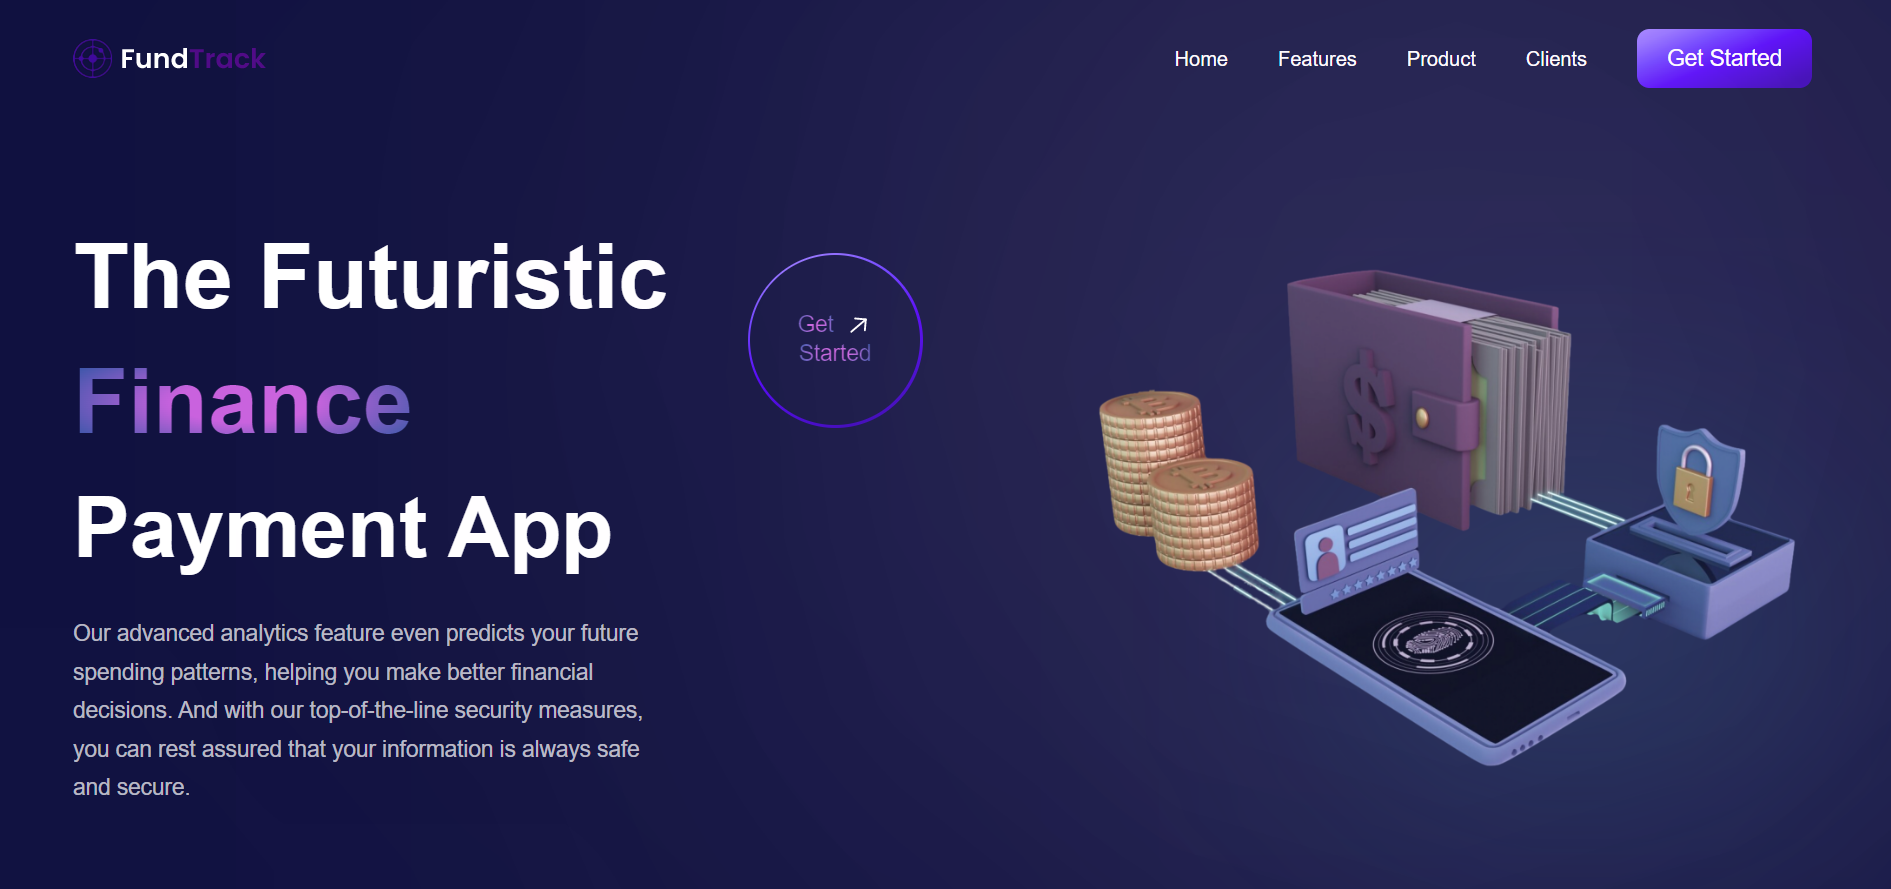 FundTrack
Home
Features
Product
Clients
Get Started
The Futuristic
Finance
Payment App
Get
Started
Our advanced analytics feature even predicts your future
spending patterns, helping you make better financial
decisions. And with our top-of-the-line security measures,
you can rest assured that your information is always safe
and secure.